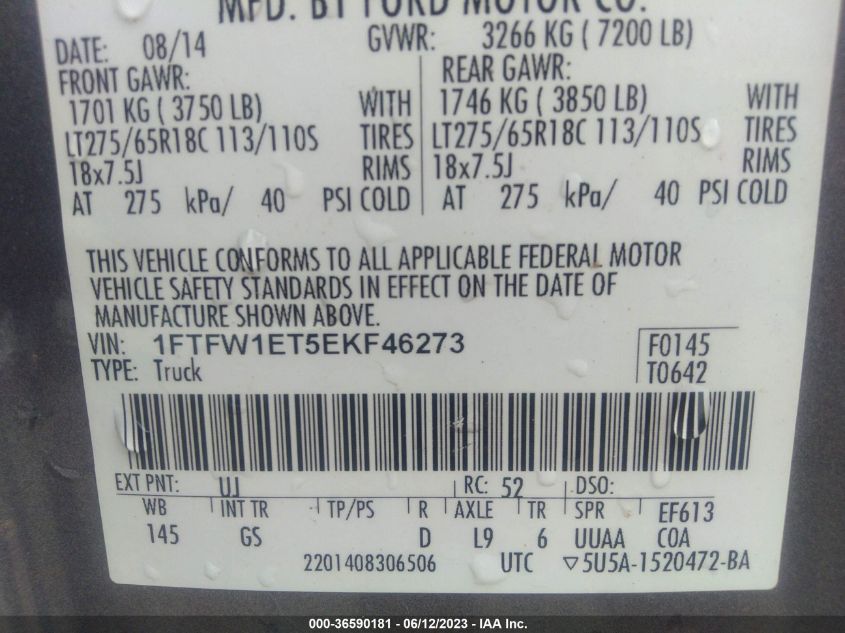 MFD. BY FORD MOTOR CO.
DATE: 08/14 GVWR: 3266 KG ( 7200 LB)
FRONT GAWR: REAR GAWR:
1701 KG ( 3750 LB) WITH 1746 KG ( 3850 LB) WITH
LT275/65R18C 113/110S TIRES LT275/65R18C 113/110S TIRES
18x7.5J RIMS 18x7.5J RIMS
AT 275 kPa/ 40 PSI COLD AT 275 kPa/ 40 PSI COLD
THIS VEHICLE CONFORMS TO ALL APPLICABLE FEDERAL MOTOR
VEHICLE SAFETY STANDARDS IN EFFECT ON THE DATE OF
MANUFACTURE SHOWN ABOVE.
VIN: 1FTFW1ET5EKF46273 F0145
TYPE: Truck T0642
EXT PNT: UJ RC: 52 DSO:
WB INT TR TP/PS R AXLE TR SPR EF613
145 GS D L9 6 UUAA COA
2201408306506 UTC ▽5U5A-1520472-BA
000-36590181 - 06/12/2023 - © IAA Inc.